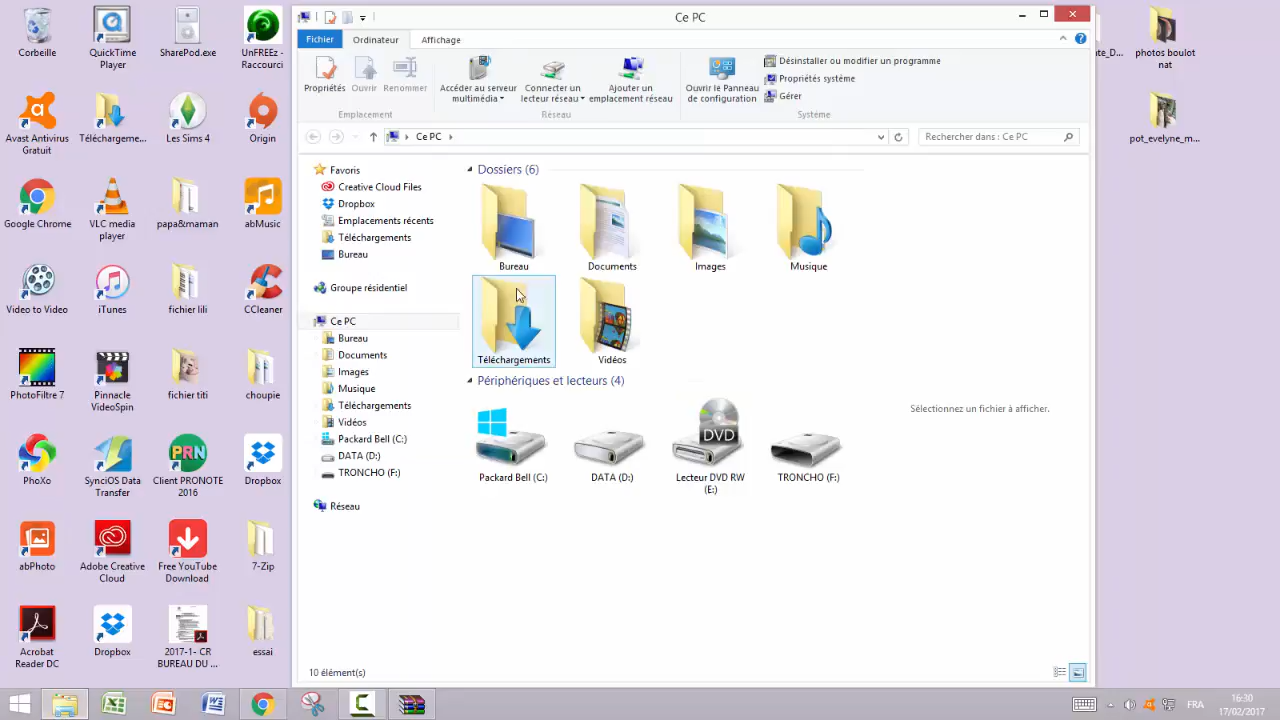 Corbeille
QuickTime
Player
SharePod.exe
UnFREEz -
Raccourci
Avast Antivirus
Gratuit
Téléchargeme...
Les Sims 4
Origin
Google Chrome
VLC media
player
papa&maman
abMusic
Video to Video
iTunes
fichier lili
CCleaner
PhotoFiltre 7
Pinnacle
VideoSpin
fichier titi
choupie
PhoXo
SynciOS Data
Transfer
PRN
Client PRONOTE
2016
Dropbox
abPhoto
Adobe Creative
Cloud
Free YouTube
Download
7-Zip
Acrobat
Reader DC
Dropbox
2017-1- CR
BUREAU DU ...
essai
Ce PC
Fichier
Ordinateur
Affichage
Propriétés
Ouvrir
Renommer
Emplacement
Accéder au serveur
multimédia
Connecter un
lecteur réseau
Ajouter un
emplacement réseau
Réseau
Ouvrir le Panneau
de configuration
Désinstaller ou modifier un programme
Propriétés système
Gérer
Système
Ce PC
Rechercher dans : Ce PC
Favoris
Creative Cloud Files
Dropbox
Emplacements récents
Téléchargements
Bureau
Groupe résidentiel
Ce PC
Bureau
Documents
Images
Musique
Téléchargements
Vidéos
Packard Bell (C:)
DATA (D:)
TRONCHO (F:)
Réseau
Dossiers (6)
Bureau
Documents
Images
Musique
Téléchargements
Vidéos
Périphériques et lecteurs (4)
DVD
Packard Bell (C:)
DATA (D:)
Lecteur DVD RW
(E:)
TRONCHO (F:)
Sélectionnez un fichier à afficher.
10 élément(s)
te_D...
photos boulot
nat
pot_evelyne_m...
FRA
16:30
17/02/2017